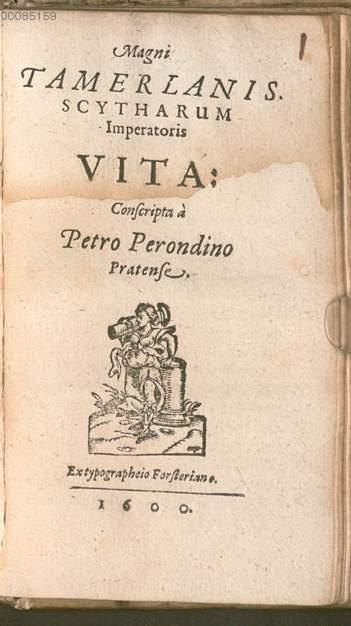 00085159
1
Magni
TAMERLANIS.
SCYTHARUM
Imperatoris
VITA:
Conſcripta à
Petro Perondino
Pratenſe.
Ex typographeio Forſteriano.
1600.